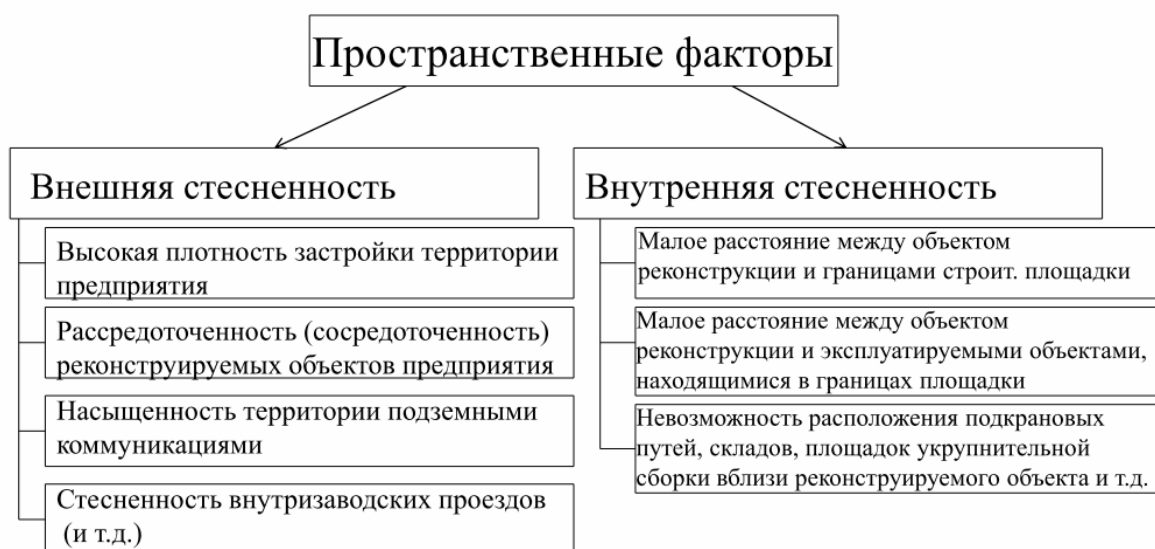 Пространственные факторы
Внешняя стесненность
Высокая плотность застройки территории
предприятия
Рассредоточенность (сосредоточенность)
реконструируемых объектов предприятия
Насыщенность территории подземными
коммуникациями
Стесненность внутризаводских проездов
(и т.д.)
Внутренняя стесненность
Малое расстояние между объектом
реконструкции и границами строит. площадки
Малое расстояние между объектом
реконструкции и эксплуатируемыми объектами,
находящимися в границах площадки
Невозможность расположения подкрановых
путей, складов, площадок укрупнительной
сборки вблизи реконструируемого объекта и т.д.